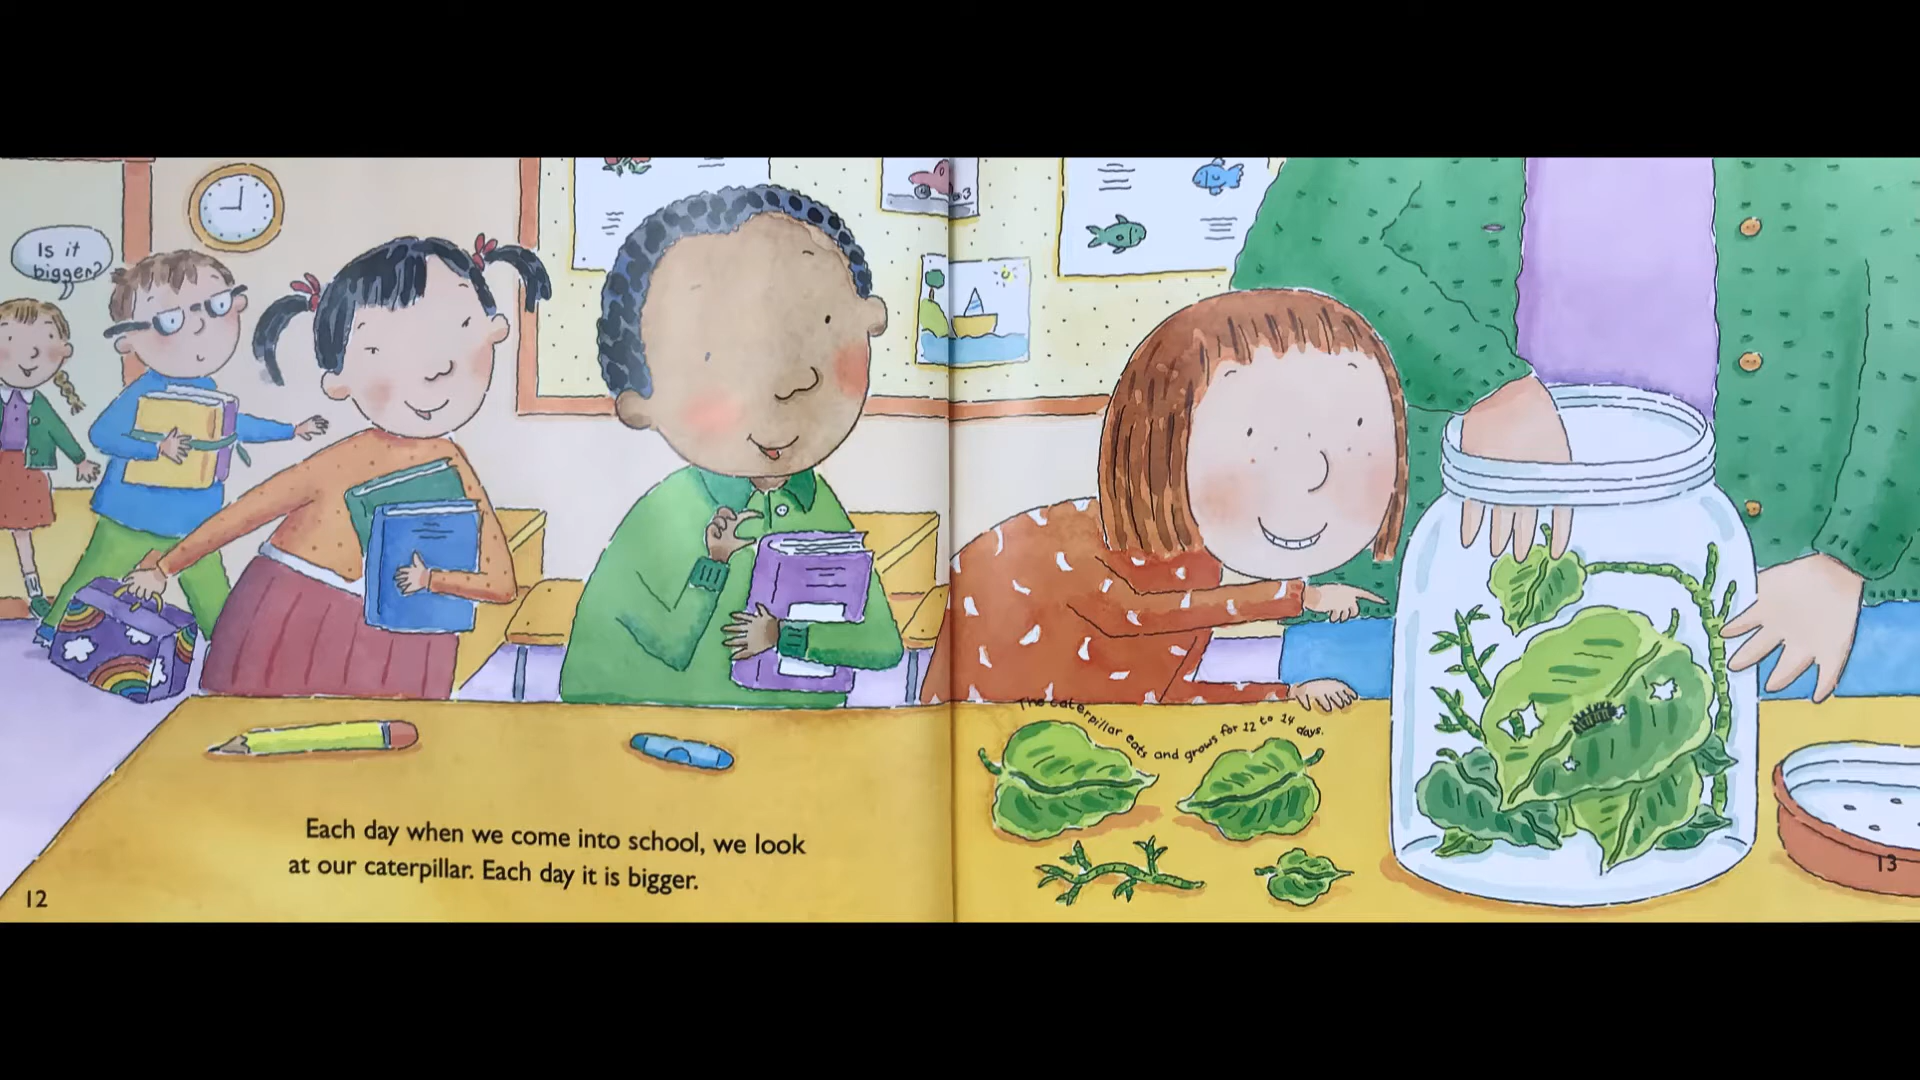 Is it
bigger?
3
Each day when we come into school, we look
at our caterpillar. Each day it is bigger.
12
The caterpillar eats and grows for 12 to 14 days.
13